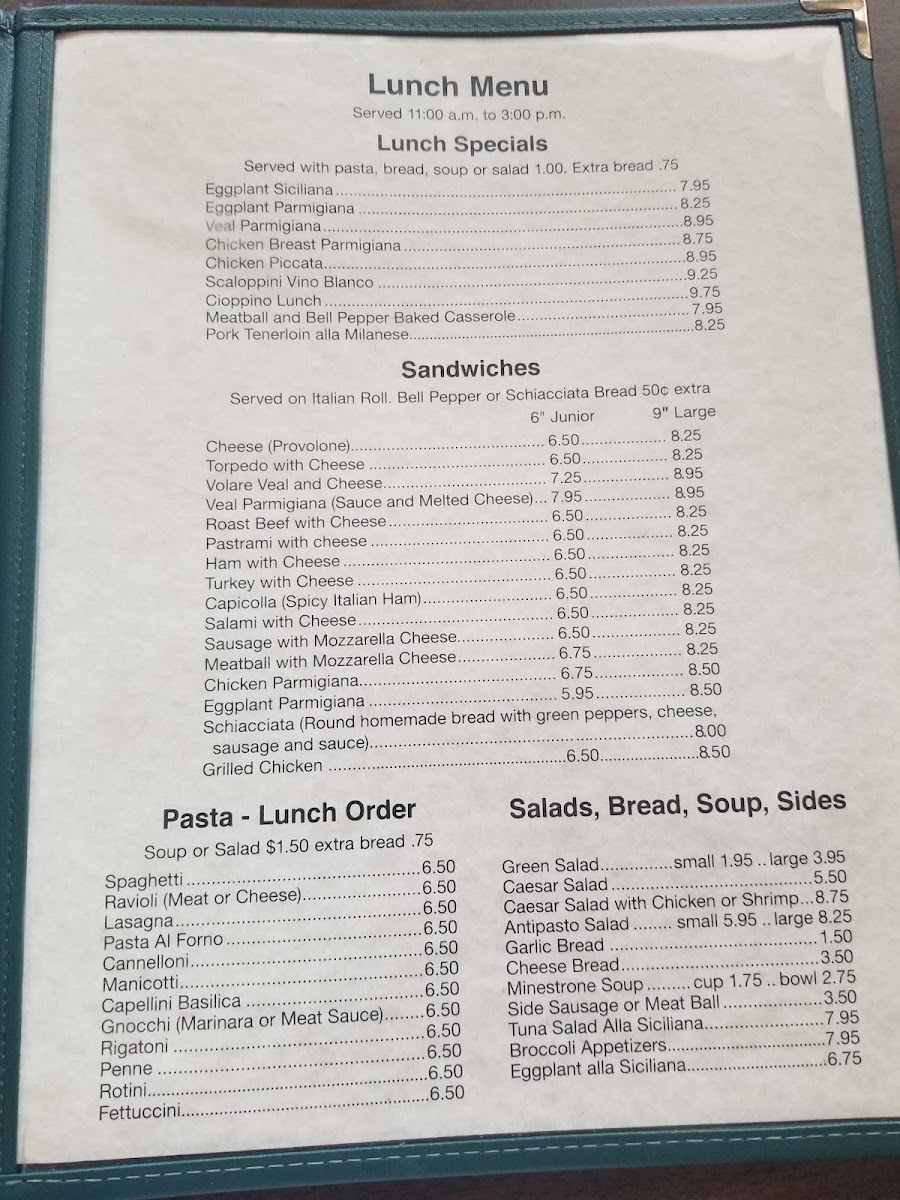 Lunch Menu
Served 11:00 a.m. to 3:00 p.m.
Lunch Specials
Served with pasta, bread, soup or salad 1.00. Extra bread .75
Eggplant Siciliana 7.95
Eggplant Parmigiana 8.25
Veal Parmigiana 8.95
Chicken Breast Parmigiana 8.75
Chicken Piccata 8.95
Scaloppini Vino Blanco 9.25
Cioppino Lunch 9.75
Meatball and Bell Pepper Baked Casserole 7.95
Pork Tenerloin alla Milanese 8.25
Sandwiches
Served on Italian Roll. Bell Pepper or Schiacciata Bread 50¢ extra
6" Junior 9" Large
Cheese (Provolone) 6.50 8.25
Torpedo with Cheese 6.50 8.25
Volare Veal and Cheese 7.25 8.95
Veal Parmigiana (Sauce and Melted Cheese) 7.95 8.95
Roast Beef with Cheese 6.50 8.25
Pastrami with cheese 6.50 8.25
Ham with Cheese 6.50 8.25
Turkey with Cheese 6.50 8.25
Capicolla (Spicy Italian Ham) 6.50 8.25
Salami with Cheese 6.50 8.25
Sausage with Mozzarella Cheese 6.50 8.25
Meatball with Mozzarella Cheese 6.75 8.25
Chicken Parmigiana 6.75 8.50
Eggplant Parmigiana 5.95 8.50
Schiacciata (Round homemade bread with green peppers, cheese,
sausage and sauce) 8.00
Grilled Chicken 6.50 8.50
Pasta - Lunch Order
Soup or Salad $1.50 extra bread .75
Spaghetti 6.50
Ravioli (Meat or Cheese) 6.50
Lasagna 6.50
Pasta Al Forno 6.50
Cannelloni 6.50
Manicotti 6.50
Capellini Basilica 6.50
Gnocchi (Marinara or Meat Sauce) 6.50
Rigatoni 6.50
Penne 6.50
Rotini 6.50
Fettuccini 6.50
Salads, Bread, Soup, Sides
Green Salad small 1.95 .. large 3.95
Caesar Salad 5.50
Caesar Salad with Chicken or Shrimp 8.75
Antipasto Salad small 5.95 .. large 8.25
Garlic Bread 1.50
Cheese Bread 3.50
Minestrone Soup cup 1.75 .. bowl 2.75
Side Sausage or Meat Ball 3.50
Tuna Salad Alla Siciliana 7.95
Broccoli Appetizers 7.95
Eggplant alla Siciliana 6.75